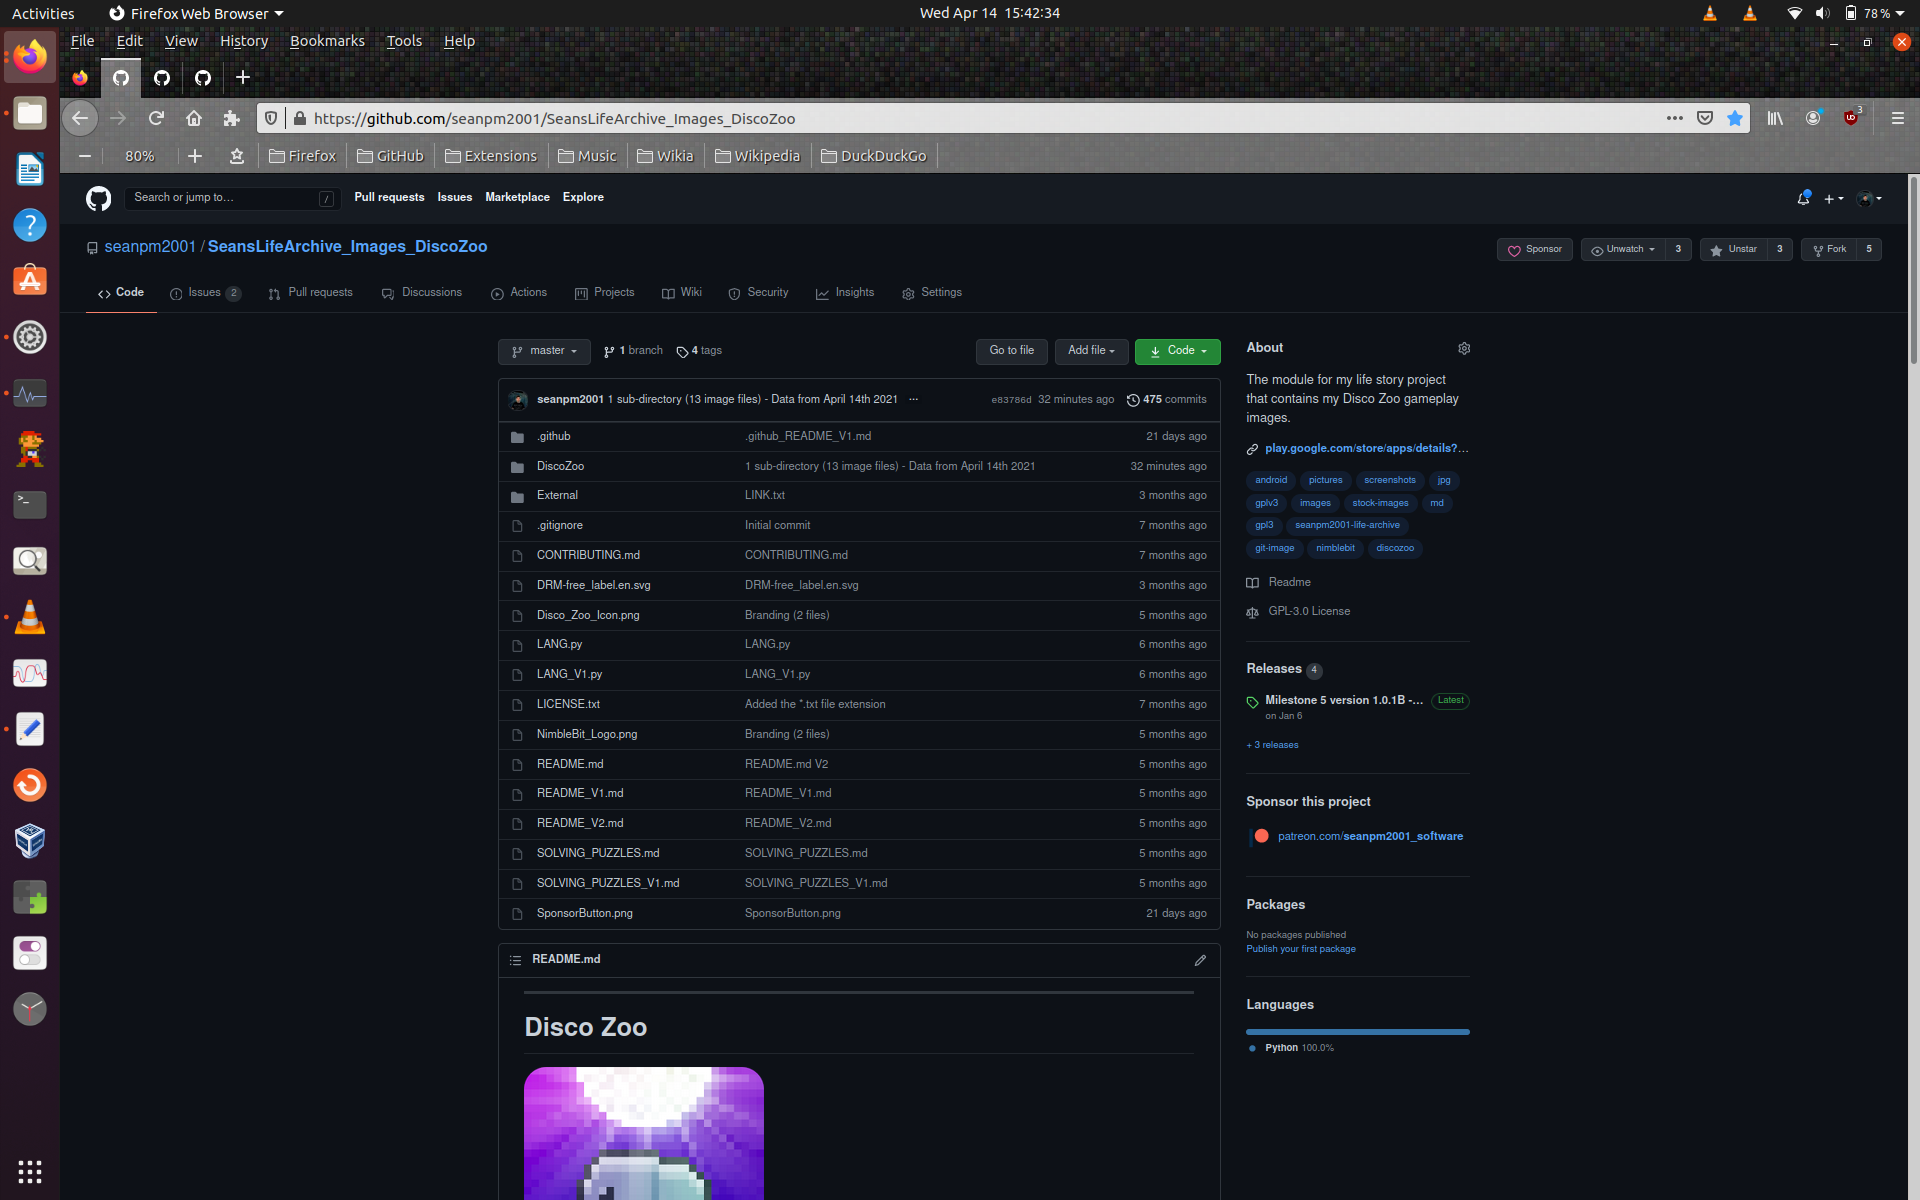 Activities Firefox Web Browser Wed Apr 14 15:42:34 78 %
File Edit View History Bookmarks Tools Help
https://github.com/seanpm2001/SeansLifeArchive_Images_DiscoZoo 3
80% Firefox GitHub Extensions Music Wikia Wikipedia DuckDuckGo
Search or jump to… / Pull requests Issues Marketplace Explore
seanpm2001 / SeansLifeArchive_Images_DiscoZoo Sponsor Unwatch 3 Unstar 3 Fork 5
Code Issues 2 Pull requests Discussions Actions Projects Wiki Security Insights Settings
master 1 branch 4 tags Go to file Add file Code
seanpm2001 1 sub-directory (13 image files) - Data from April 14th 2021 ... e83786d 32 minutes ago 475 commits
.github .github_README_V1.md 21 days ago
DiscoZoo 1 sub-directory (13 image files) - Data from April 14th 2021 32 minutes ago
External LINK.txt 3 months ago
.gitignore Initial commit 7 months ago
CONTRIBUTING.md CONTRIBUTING.md 7 months ago
DRM-free_label.en.svg DRM-free_label.en.svg 3 months ago
Disco_Zoo_Icon.png Branding (2 files) 5 months ago
LANG.py LANG.py 6 months ago
LANG_V1.py LANG_V1.py 6 months ago
LICENSE.txt Added the *.txt file extension 7 months ago
NimbleBit_Logo.png Branding (2 files) 5 months ago
README.md README.md V2 5 months ago
README_V1.md README_V1.md 5 months ago
README_V2.md README_V2.md 5 months ago
SOLVING_PUZZLES.md SOLVING_PUZZLES.md 5 months ago
SOLVING_PUZZLES_V1.md SOLVING_PUZZLES_V1.md 5 months ago
SponsorButton.png SponsorButton.png 21 days ago
README.md
Disco Zoo
About
The module for my life story project
that contains my Disco Zoo gameplay
images.
play.google.com/store/apps/details?...
android pictures screenshots jpg
gplv3 images stock-images md
gpl3 seanpm2001-life-archive
git-image nimblebit discozoo
Readme
GPL-3.0 License
Releases 4
Milestone 5 version 1.0.1B -... Latest
on Jan 6
+ 3 releases
Sponsor this project
patreon.com/seanpm2001_software
Packages
No packages published
Publish your first package
Languages
Python 100.0%